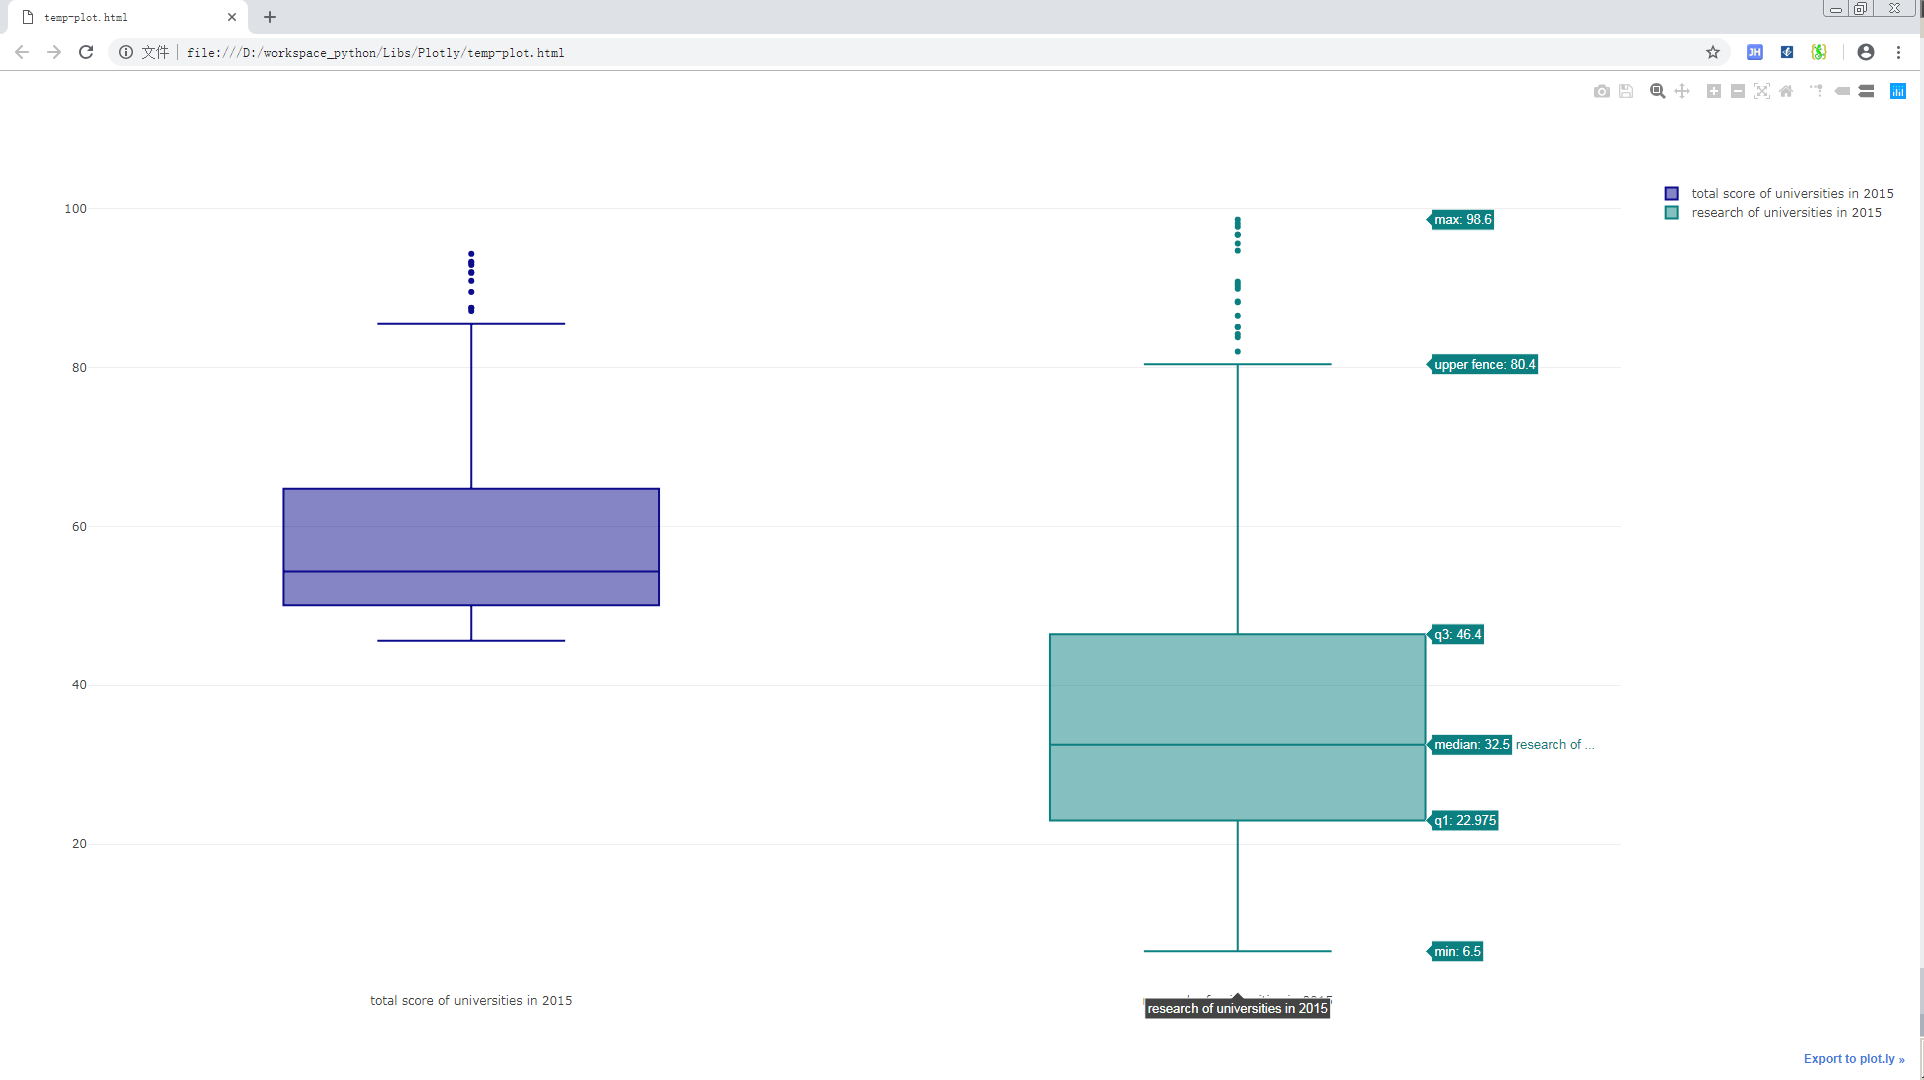 temp-plot.html
文件 file:///D:/workspace_python/Libs/Plotly/temp-plot.html
JH
total score of universities in 2015
research of universities in 2015
100
80
60
40
20
max: 98.6
upper fence: 80.4
q3: 46.4
median: 32.5 research of ...
q1: 22.975
min: 6.5
total score of universities in 2015
research of universities in 2015
Export to plot.ly »